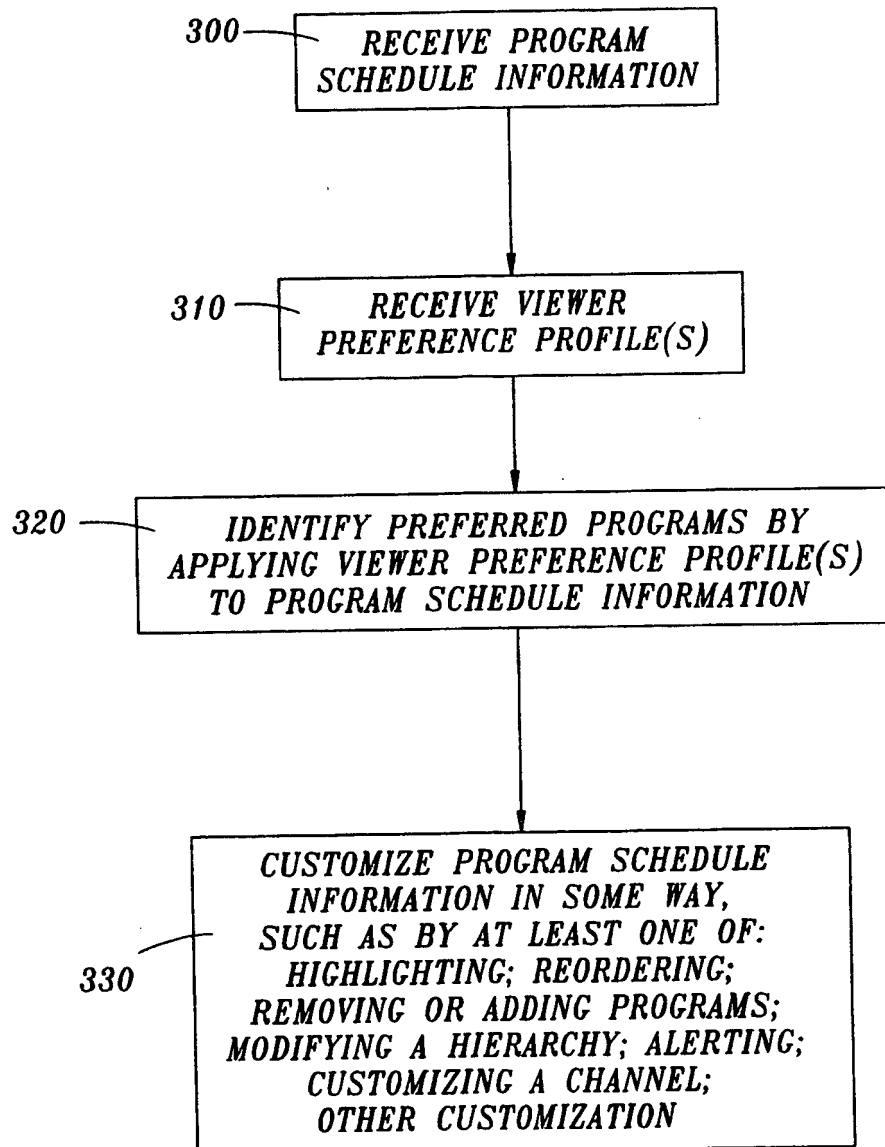 300
RECEIVE PROGRAM
SCHEDULE INFORMATION
310
RECEIVE VIEWER
PREFERENCE PROFILE(S)
320
IDENTIFY PREFERRED PROGRAMS BY
APPLYING VIEWER PREFERENCE PROFILE(S)
TO PROGRAM SCHEDULE INFORMATION
330
CUSTOMIZE PROGRAM SCHEDULE
INFORMATION IN SOME WAY,
SUCH AS BY AT LEAST ONE OF:
HIGHLIGHTING; REORDERING;
REMOVING OR ADDING PROGRAMS;
MODIFYING A HIERARCHY; ALERTING;
CUSTOMIZING A CHANNEL;
OTHER CUSTOMIZATION